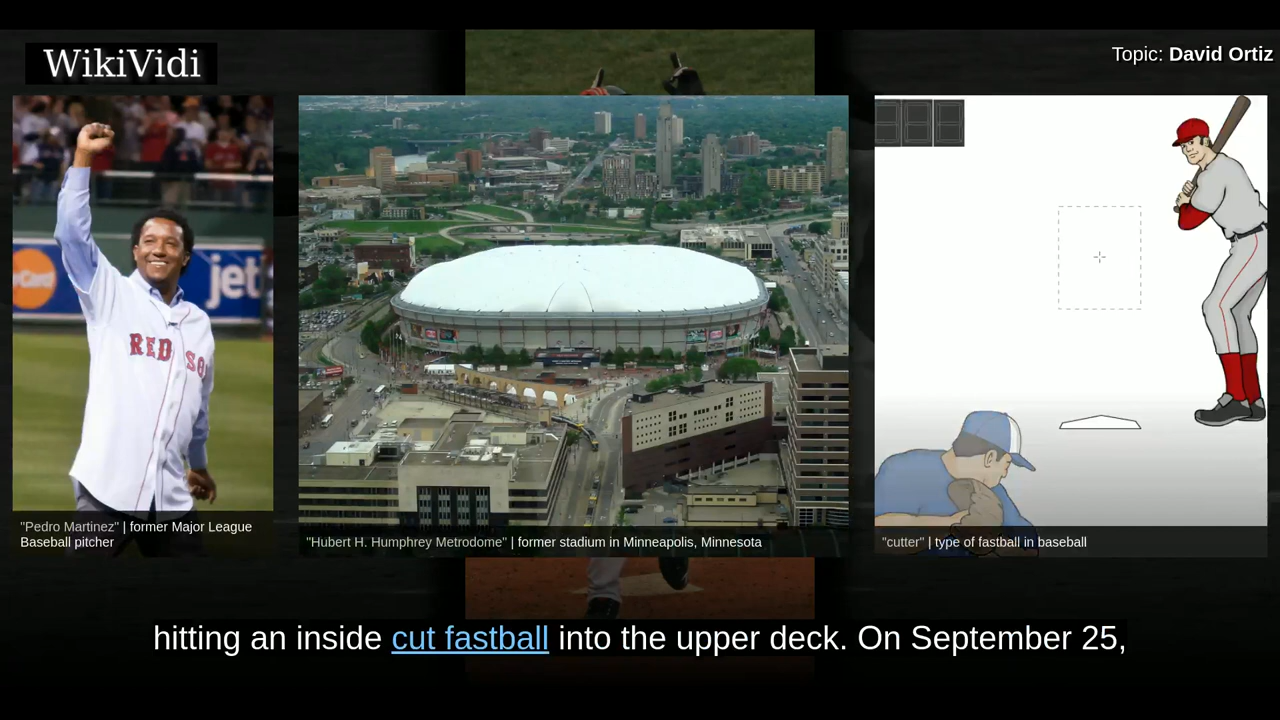 WikiVidi
Topic: David Ortiz
jet
RED SO
"Pedro Martinez" | former Major League
Baseball pitcher
"Hubert H. Humphrey Metrodome" | former stadium in Minneapolis, Minnesota
"cutter" | type of fastball in baseball
hitting an inside cut fastball into the upper deck. On September 25,